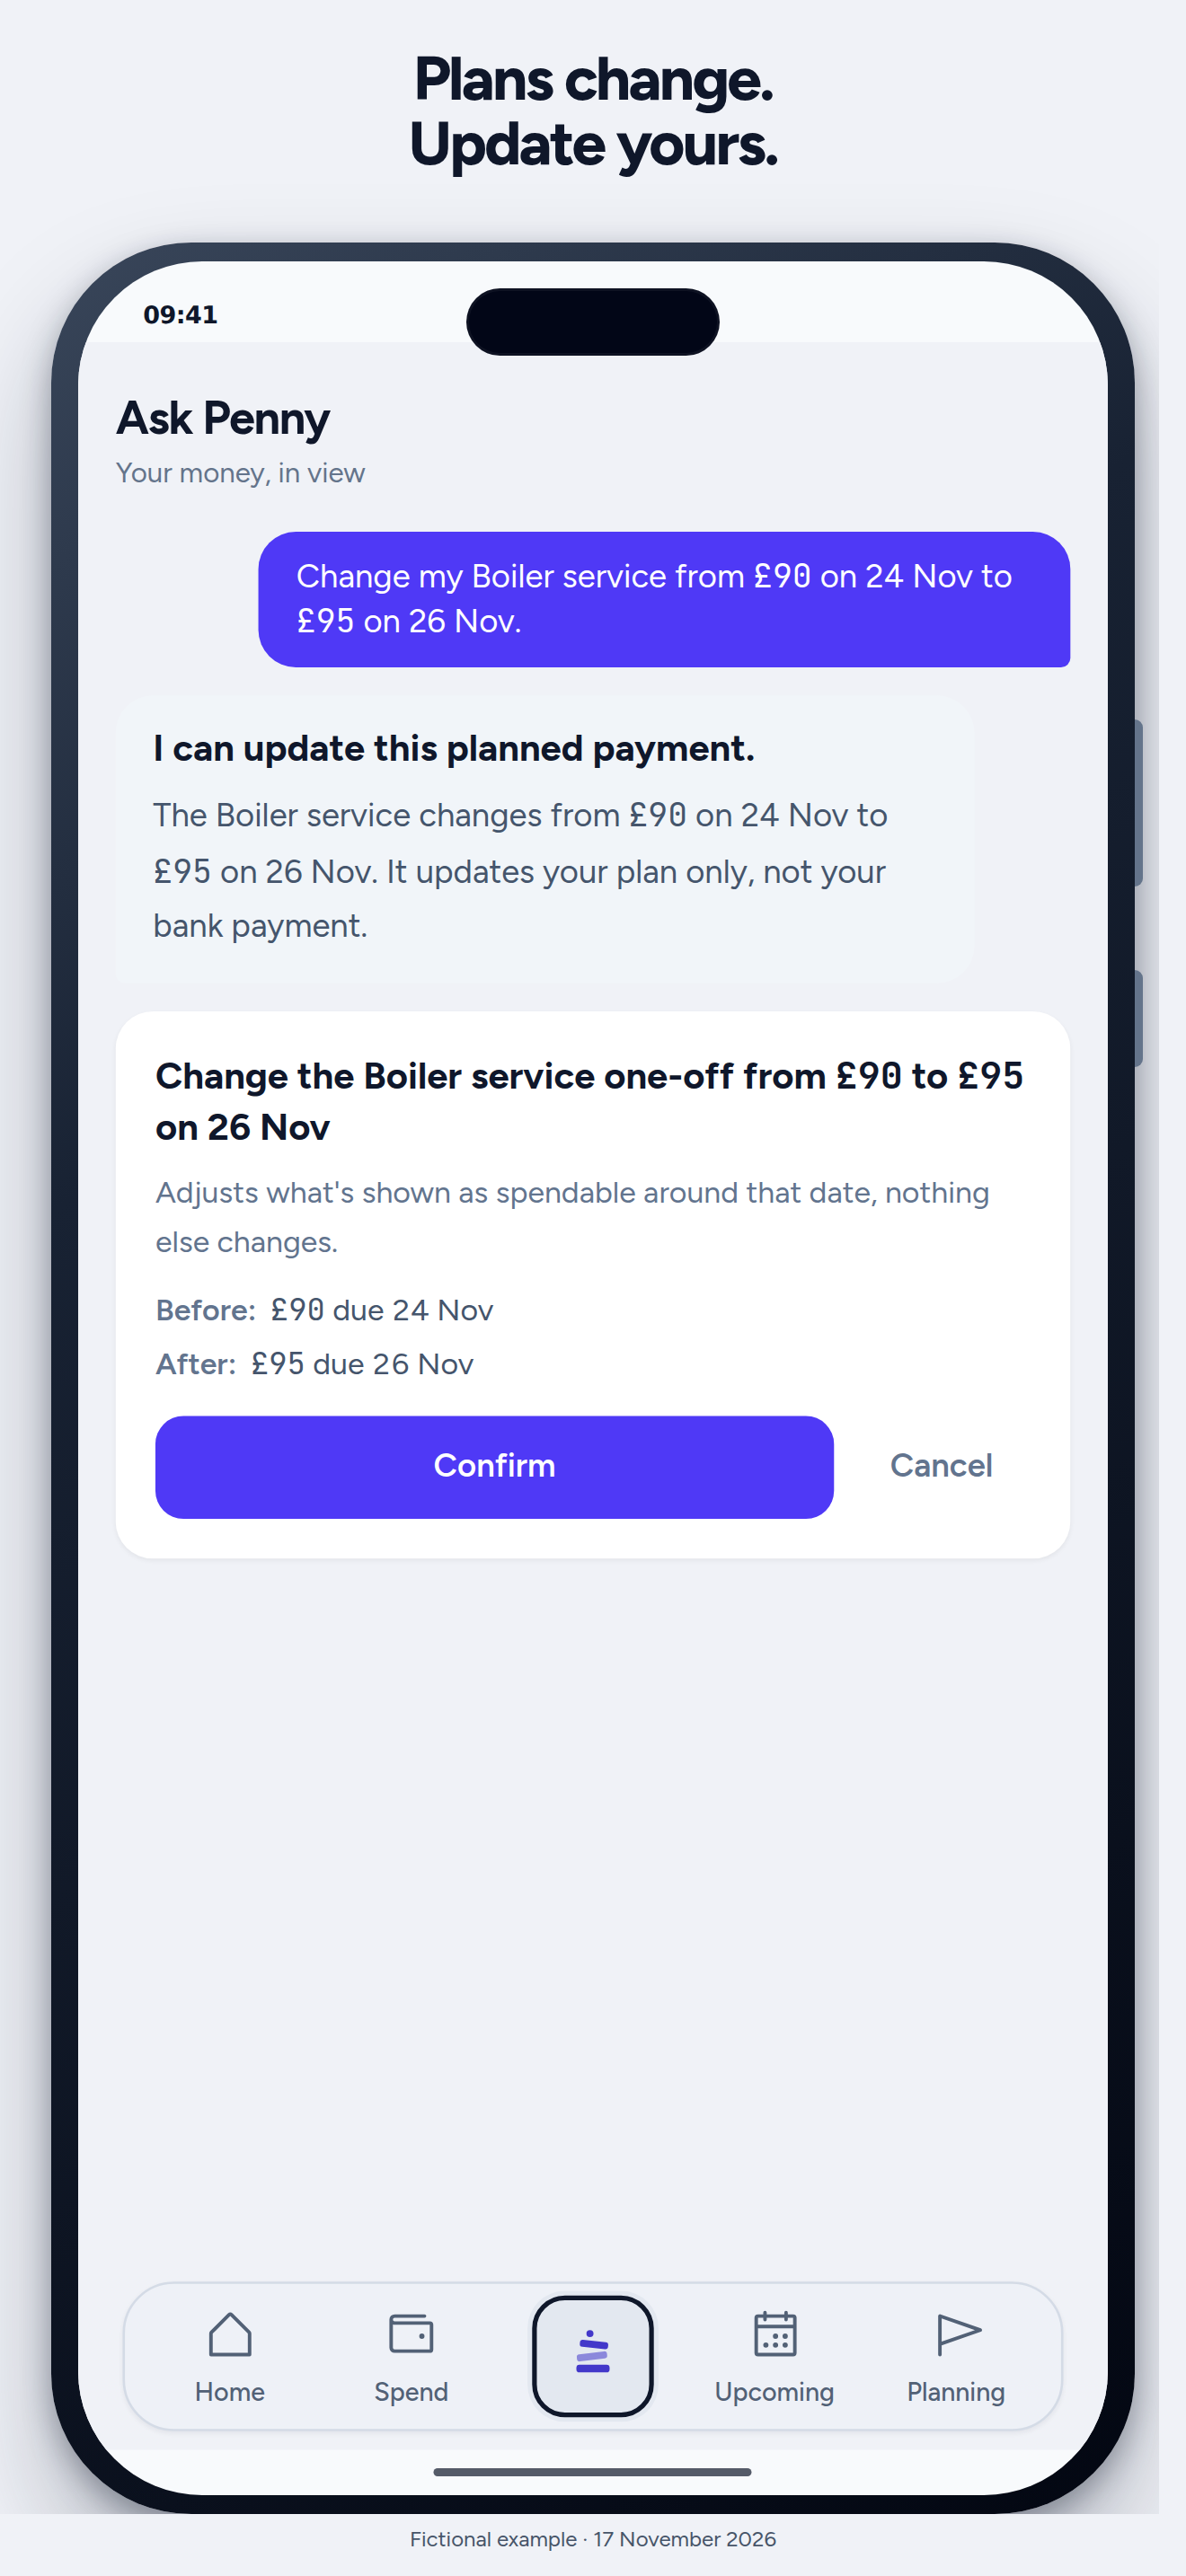 Plans change.
Update yours.
09:41
Ask Penny
Your money, in view
Change my Boiler service from £90 on 24 Nov to
£95 on 26 Nov.
I can update this planned payment.
The Boiler service changes from £90 on 24 Nov to
£95 on 26 Nov. It updates your plan only, not your
bank payment.
Change the Boiler service one-off from £90 to £95
on 26 Nov
Adjusts what's shown as spendable around that date, nothing
else changes.
Before: £90 due 24 Nov
After: £95 due 26 Nov
Confirm Cancel
Home Spend Upcoming Planning
Fictional example · 17 November 2026